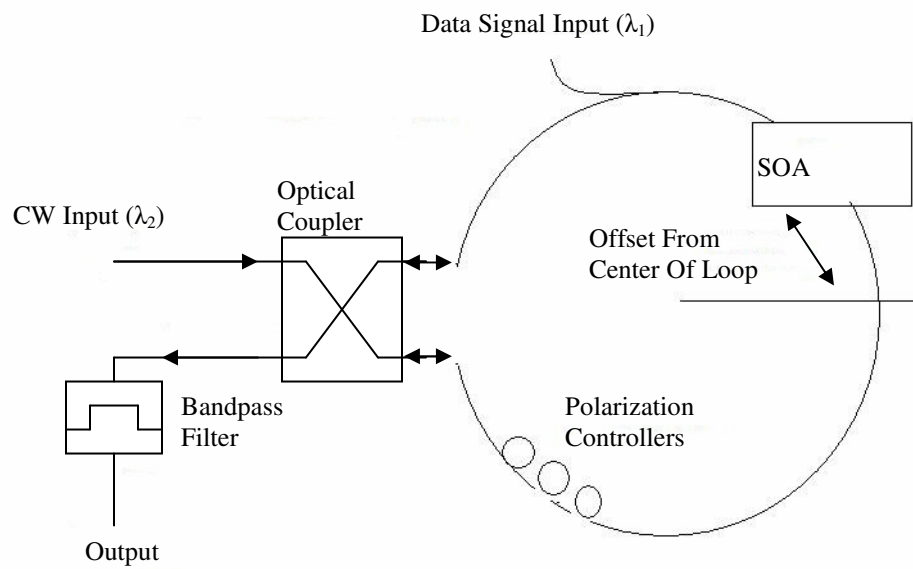 Data Signal Input (λ₁)
SOA
Optical
Coupler
CW Input (λ₂)
Offset From
Center Of Loop
Bandpass
Filter
Polarization
Controllers
Output